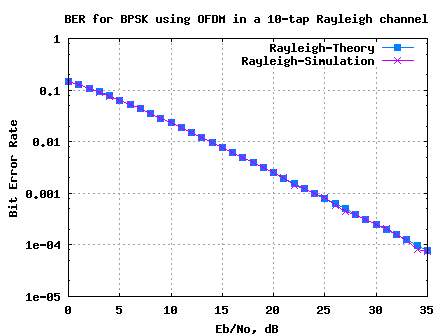 BER for BPSK using OFDM in a 10-tap Rayleigh channel
Rayleigh-Theory
Rayleigh-Simulation
Bit Error Rate
1
0.1
0.01
0.001
1e-04
1e-05
0 5 10 15 20 25 30 35
Eb/No, dB